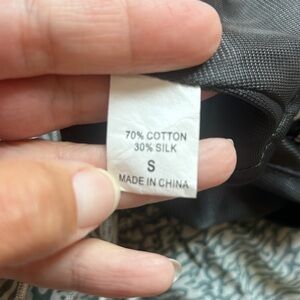 70% COTTON
30% SILK
S
MADE IN CHINA